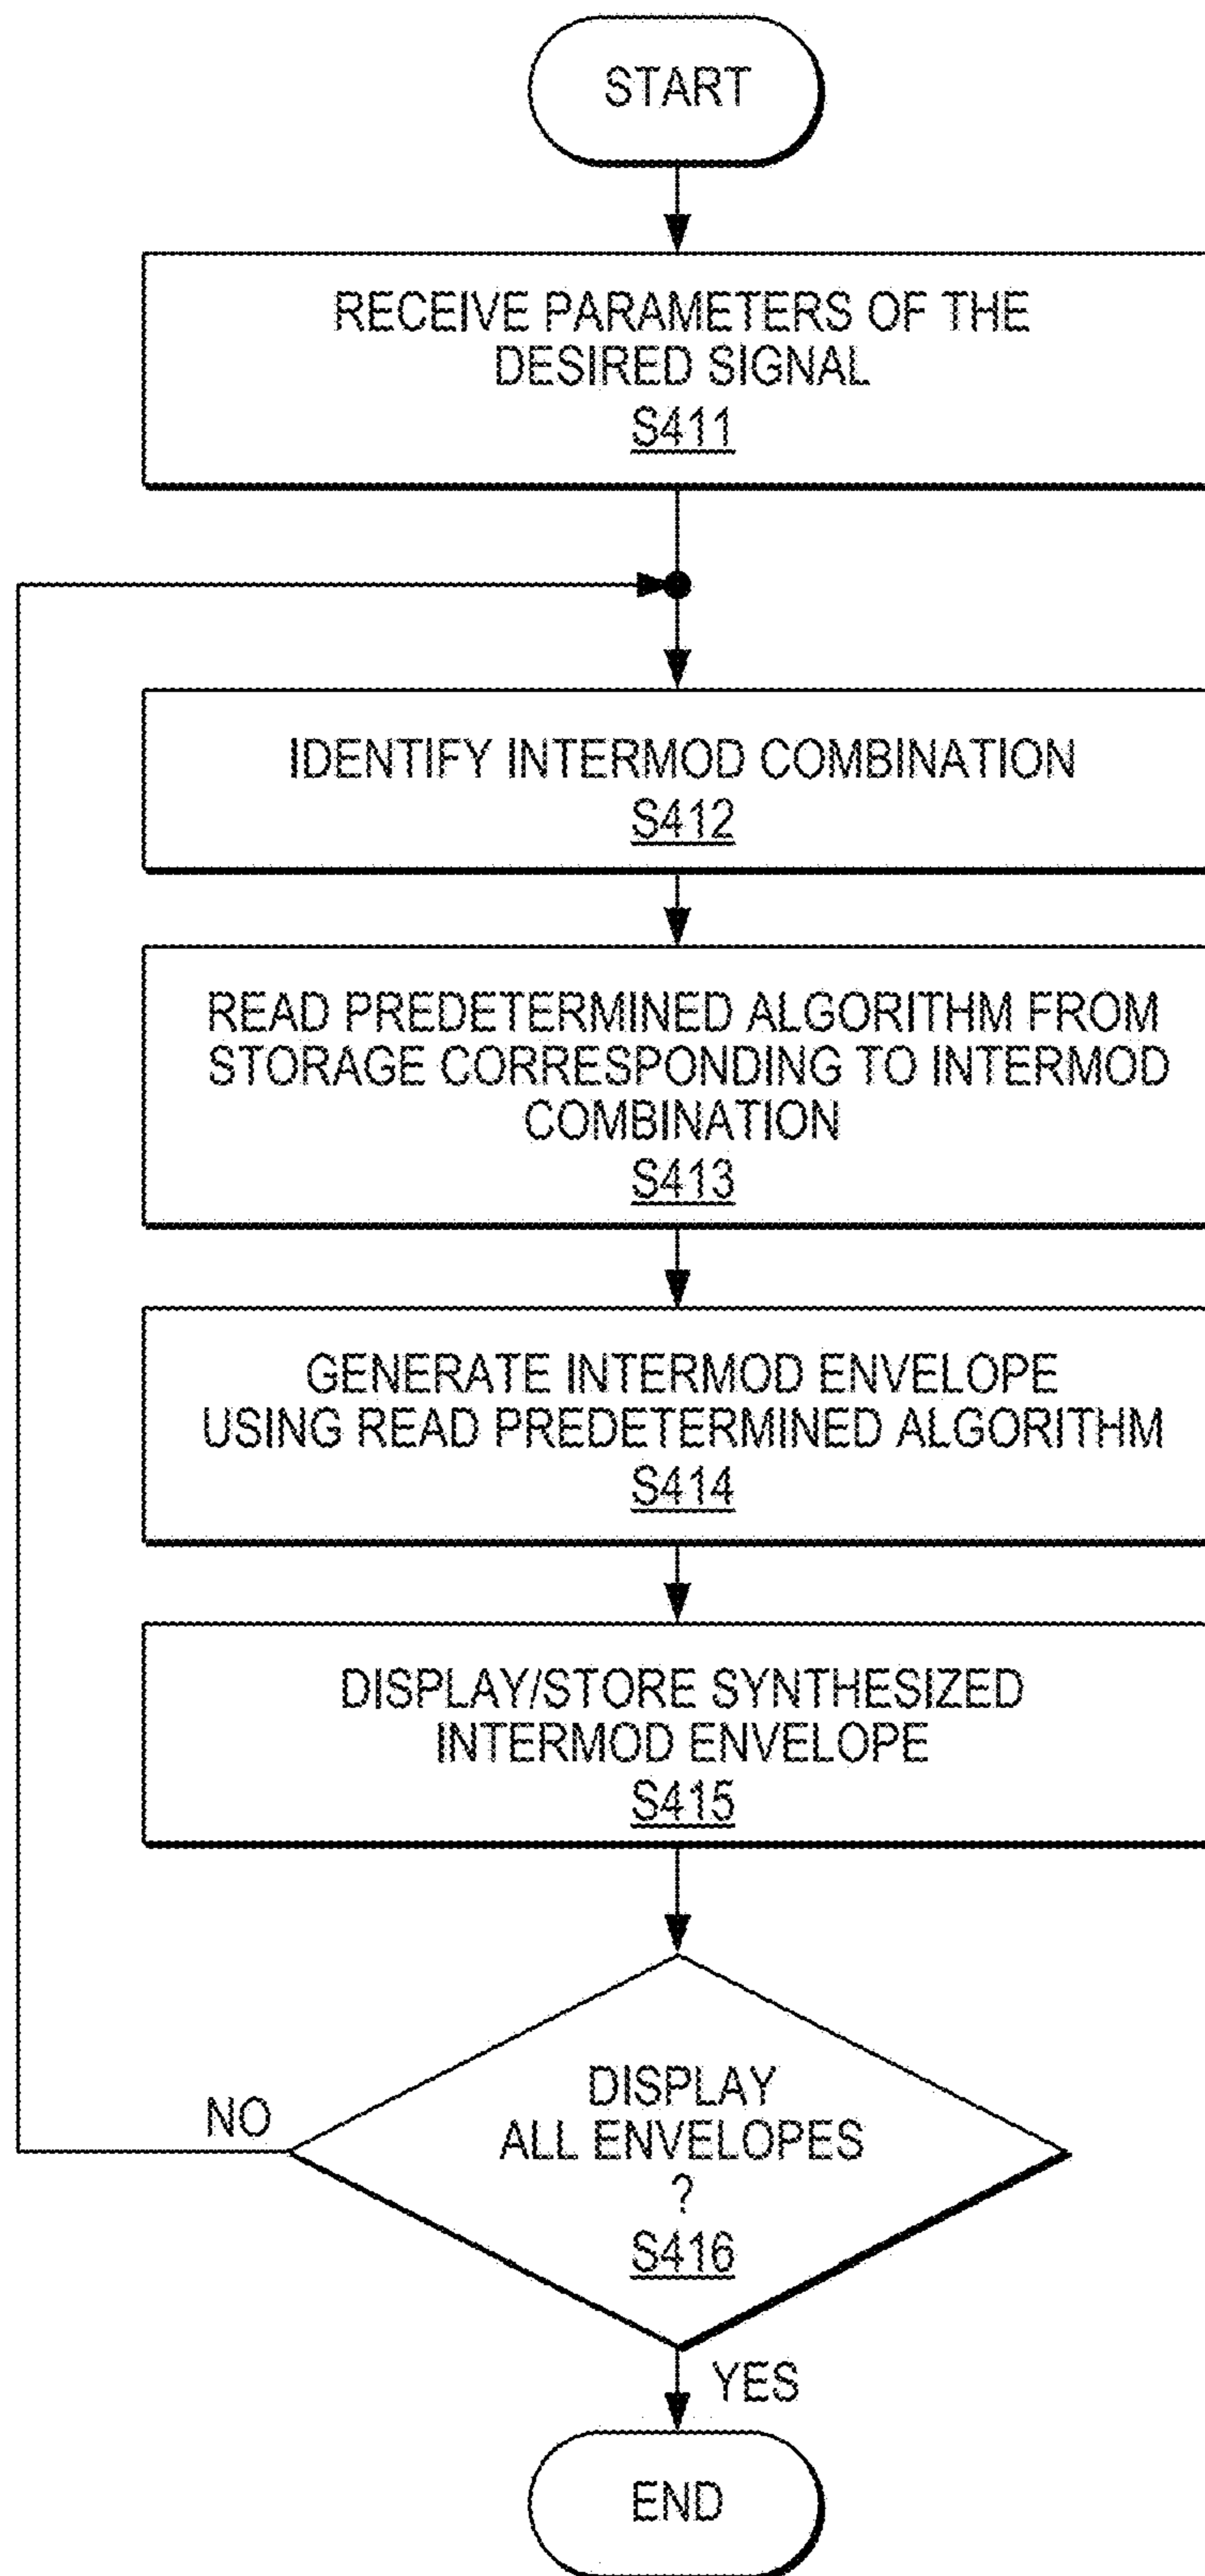 START
RECEIVE PARAMETERS OF THE
DESIRED SIGNAL
S411
IDENTIFY INTERMOD COMBINATION
S412
READ PREDETERMINED ALGORITHM FROM
STORAGE CORRESPONDING TO INTERMOD
COMBINATION
S413
GENERATE INTERMOD ENVELOPE
USING READ PREDETERMINED ALGORITHM
S414
DISPLAY/STORE SYNTHESIZED
INTERMOD ENVELOPE
S415
DISPLAY
ALL ENVELOPES
?
S416
NO
YES
END